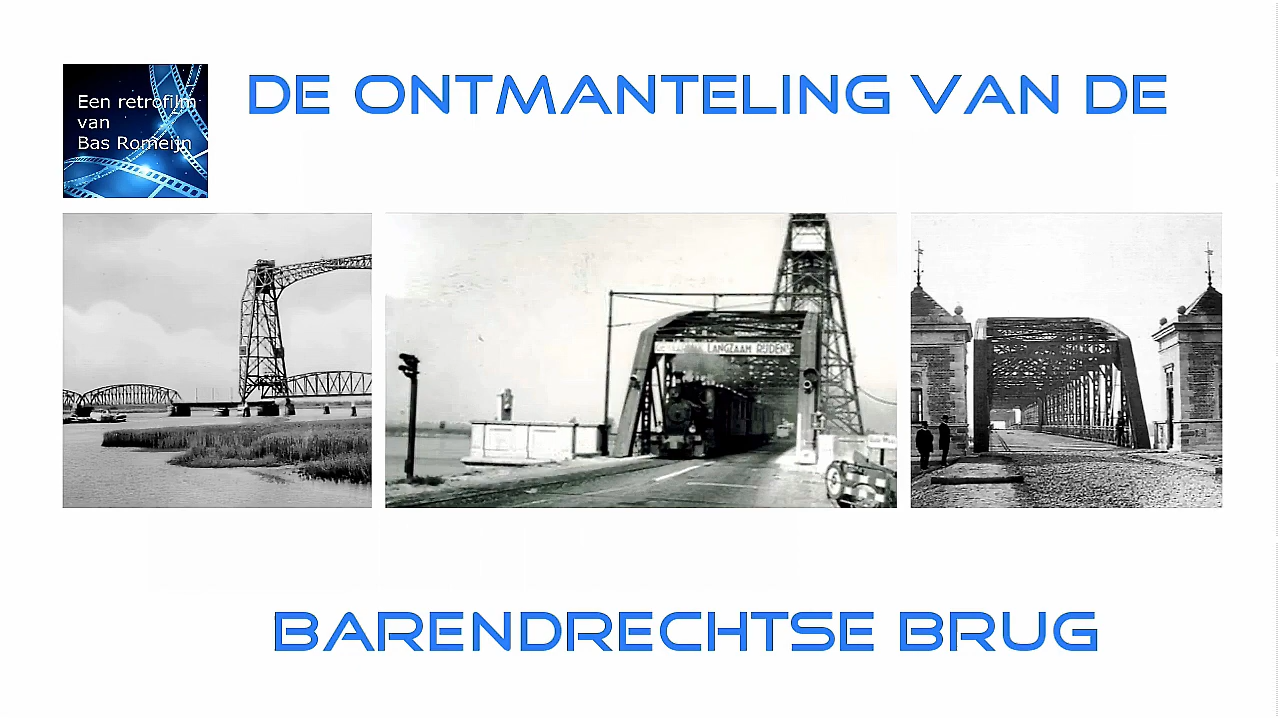 DE ONTMANTELING VAN DE
Een retrofilm
van
Bas Romeijn
LANGZAAM RIJDEN!
BARENDRECHTSE BRUG